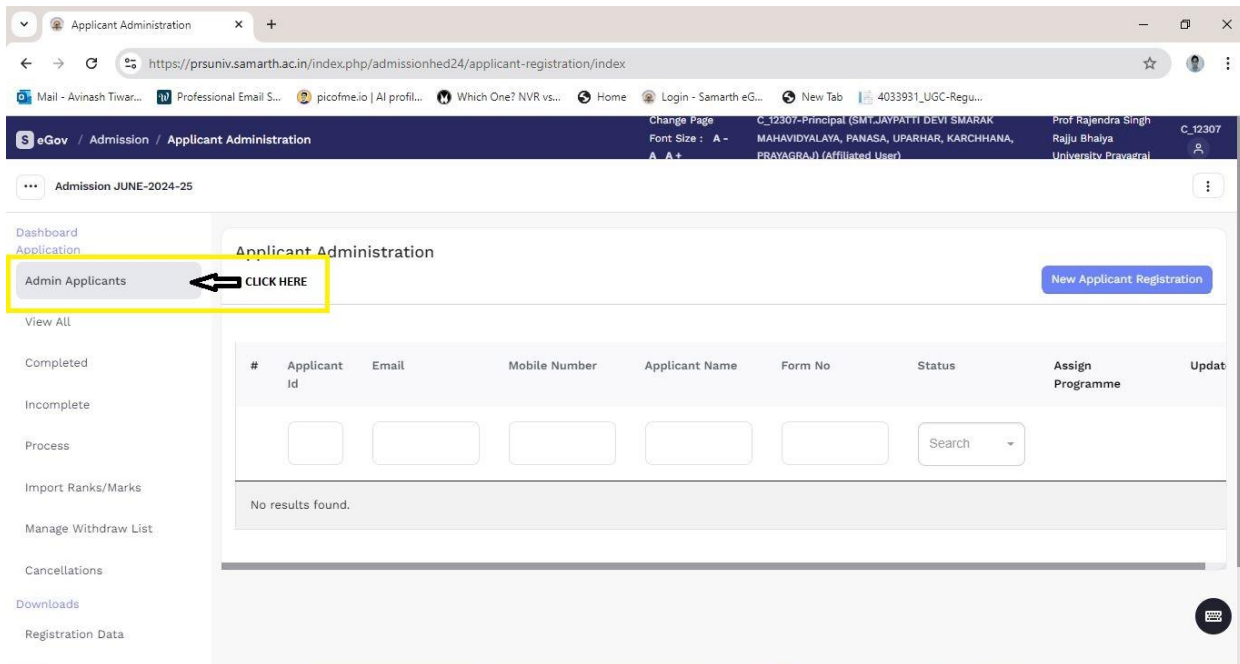 Applicant Administration
https://prsuniv.samarth.ac.in/index.php/admissionhed24/applicant-registration/index
Mail - Avinash Tiwar...
Professional Email S...
picofme.io | AI profil...
Which One? NVR vs...
Home
Login - Samarth eG...
New Tab
4033931_UGC-Regu...
S eGov / Admission / Applicant Administration
Change Page
Font Size : A -
A A +
C_12307-Principal (SMT.JAYPATTI DEVI SMARAK
MAHAVIDYALAYA, PANASA, UPARHAR, KARCHHANA,
PRAYAGRAJ) (Affiliated User)
Prof Rajendra Singh
Rajju Bhaiya
University Prayagraj
C_12307
Admission JUNE-2024-25
Dashboard
Application
Admin Applicants
CLICK HERE
View All
Completed
Incomplete
Process
Import Ranks/Marks
Manage Withdraw List
Cancellations
Downloads
Registration Data
Applicant Administration
New Applicant Registration
# Applicant Id Email Mobile Number Applicant Name Form No Status Assign Programme Updat
Search
No results found.